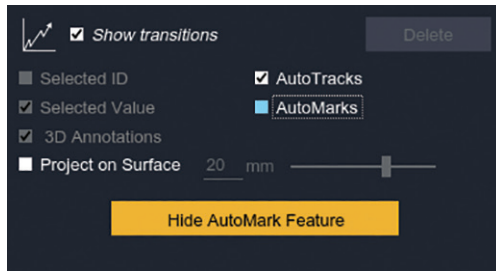 Show transitions Delete
Selected ID AutoTracks
Selected Value AutoMarks
3D Annotations
Project on Surface 20 mm
Hide AutoMark Feature